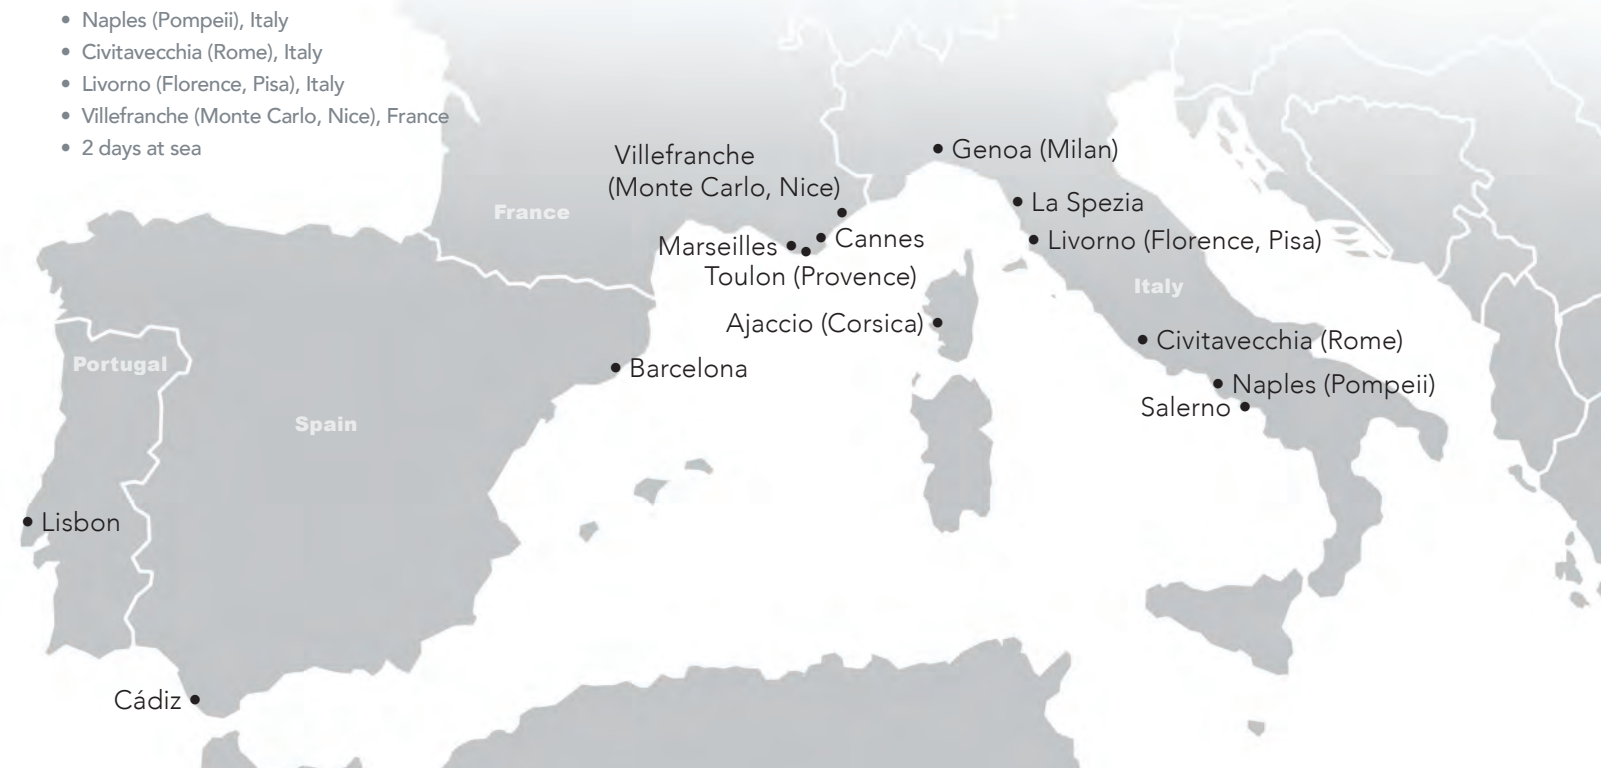 • Naples (Pompeii), Italy
• Civitavecchia (Rome), Italy
• Livorno (Florence, Pisa), Italy
• Villefranche (Monte Carlo, Nice), France
• 2 days at sea
Villefranche
(Monte Carlo, Nice)
Genoa (Milan)
La Spezia
France
Marseilles
Cannes
Livorno (Florence, Pisa)
Toulon (Provence)
Italy
Ajaccio (Corsica)
Civitavecchia (Rome)
Portugal
Barcelona
Naples (Pompeii)
Salerno
Spain
Lisbon
Cádiz